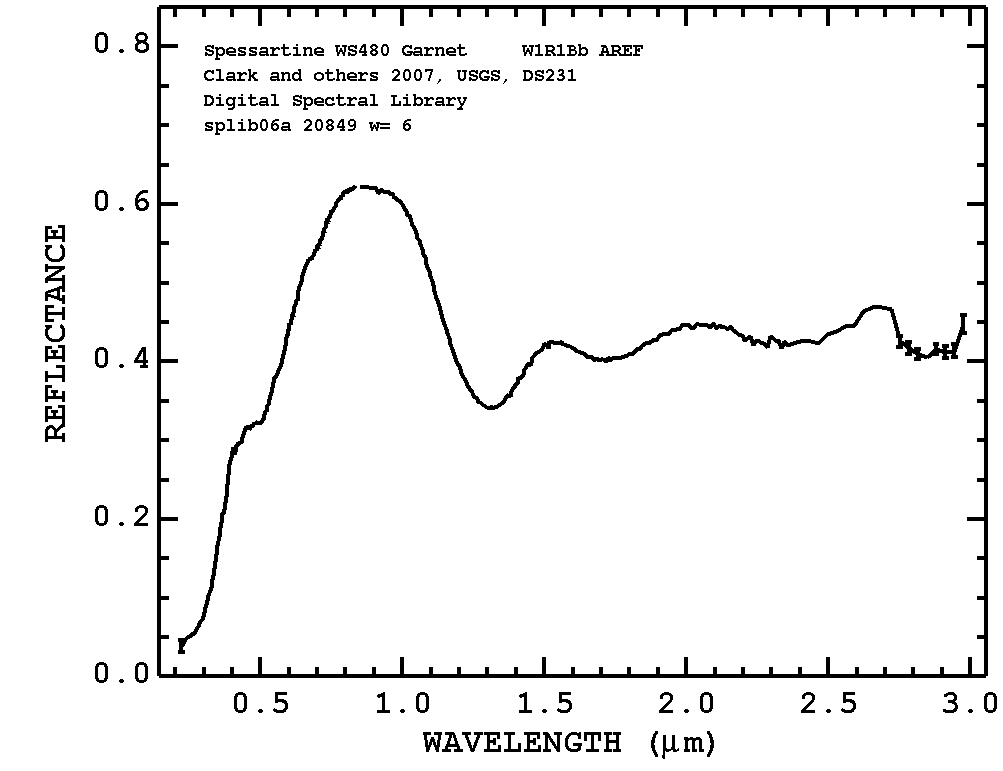 Spessartine WS480 Garnet W1R1Bb AREF
Clark and others 2007, USGS, DS231
Digital Spectral Library
splib06a 20849 w= 6
REFLECTANCE
0.8
0.6
0.4
0.2
0.0
0.5 1.0 1.5 2.0 2.5 3.0
WAVELENGTH (μm)